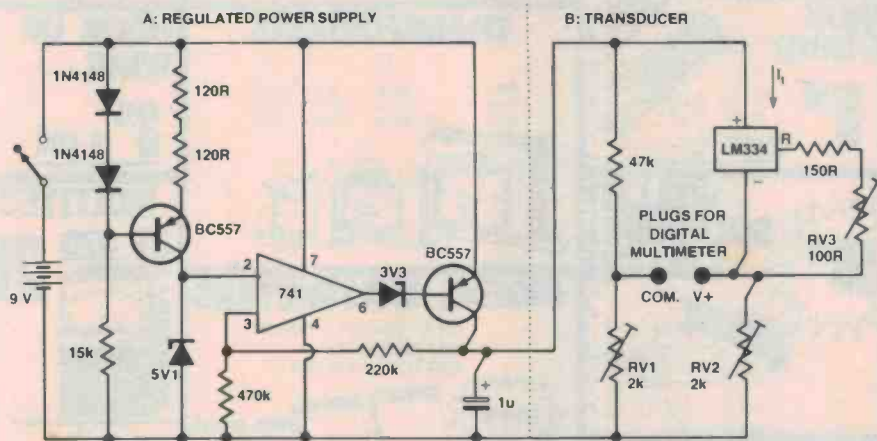 A: REGULATED POWER SUPPLY
B: TRANSDUCER
1N4148
1N4148
120R
120R
BC557
9 V
15k
5V1
2
3
741
7
4
6
3V3
BC557
470k
220k
+
1u
47k
I₁
+
LM334
R
−
150R
RV3
100R
PLUGS FOR
DIGITAL
MULTIMETER
COM.
V+
RV1
2k
RV2
2k